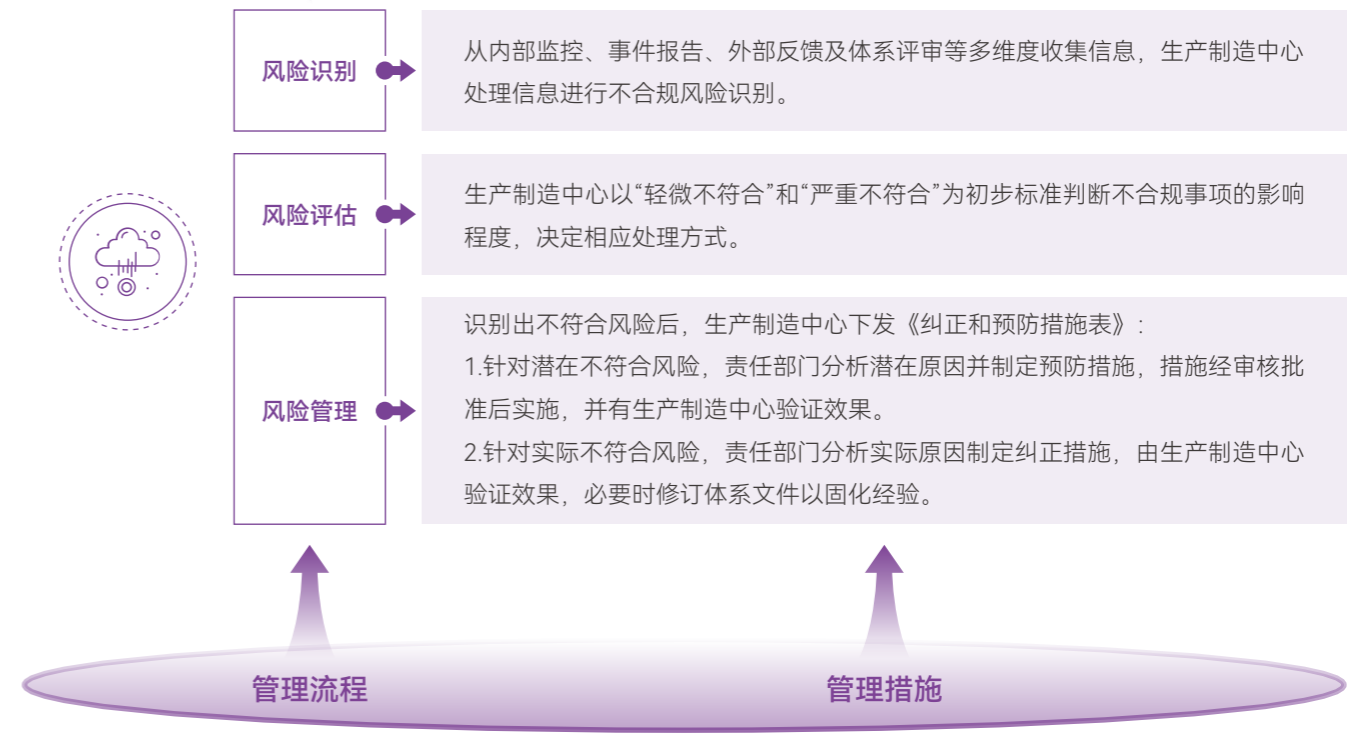 风险识别
从内部监控、事件报告、外部反馈及体系评审等多维度收集信息，生产制造中心
处理信息进行不合规风险识别。
风险评估
生产制造中心以“轻微不符合”和“严重不符合”为初步标准判断不合规事项的影响
程度，决定相应处理方式。
风险管理
识别出不符合风险后，生产制造中心下发《纠正和预防措施表》：
1.针对潜在不符合风险，责任部门分析潜在原因并制定预防措施，措施经审核批
准后实施，并有生产制造中心验证效果。
2.针对实际不符合风险，责任部门分析实际原因制定纠正措施，由生产制造中心
验证效果，必要时修订体系文件以固化经验。
管理流程
管理措施